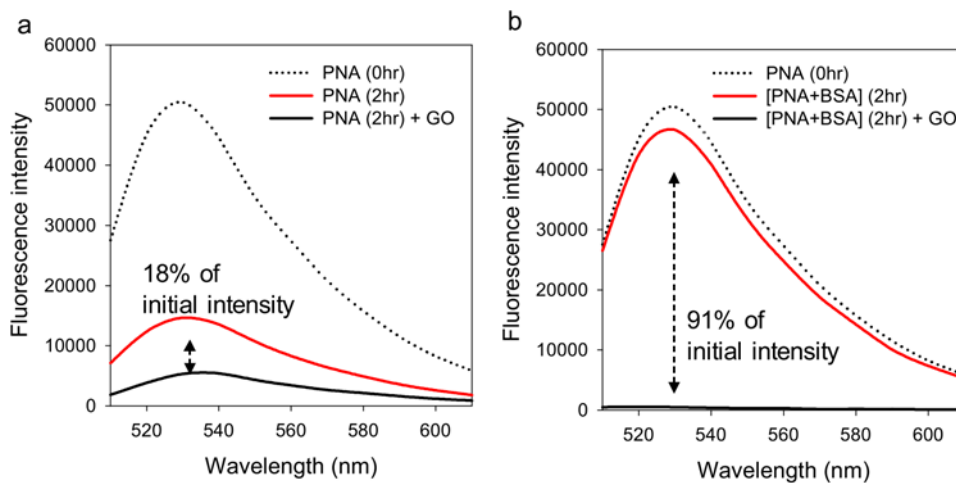 a
60000
50000
40000
30000
20000
10000
0
Fluorescence intensity
PNA (0hr)
PNA (2hr)
PNA (2hr) + GO
18% of
initial intensity
520 540 560 580 600
Wavelength (nm)
b
60000
50000
40000
30000
20000
10000
0
Fluorescence intensity
PNA (0hr)
[PNA+BSA] (2hr)
[PNA+BSA] (2hr) + GO
91% of
initial intensity
520 540 560 580 600
Wavelength (nm)